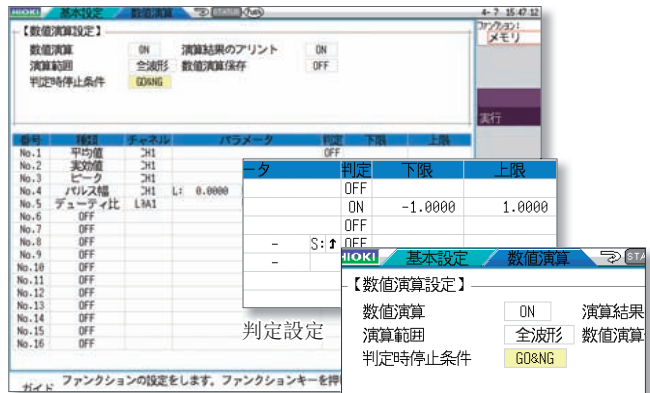 HIOKI 基本設定 数値演算 STATUS 4- 7 15:47:12
ファンクション:
メモリ
実行
【数値演算設定】
数値演算 ON 演算結果のアリント ON
演算範囲 全波形 数値演算保存 OFF
判定時停止条件 GO&NG
番号 種類 チャネル パラメータ 判定 下限 上限
No.1 平均値 CH1 OFF
No.2 実効値 CH1
No.3 ピーク CH1
No.4 パルス幅 CH1 L: 0.0000
No.5 デューティ比 L3A1
No.6 OFF
No.7 OFF
No.8 OFF
No.9 OFF
No.10 OFF
No.11 OFF
No.12 OFF
No.13 OFF
No.14 OFF
No.15 OFF
No.16 OFF
ガイド ファンクションの設定をします。ファンクションキーを押
ータ 判定 下限 上限
OFF
ON -1.0000 1.0000
OFF
- S:↑ OFF
-
判定設定
HIOKI 基本設定 数値演算 STA
【数値演算設定】
数値演算 ON 演算結果
演算範囲 全波形 数値演算
判定時停止条件 GO&NG